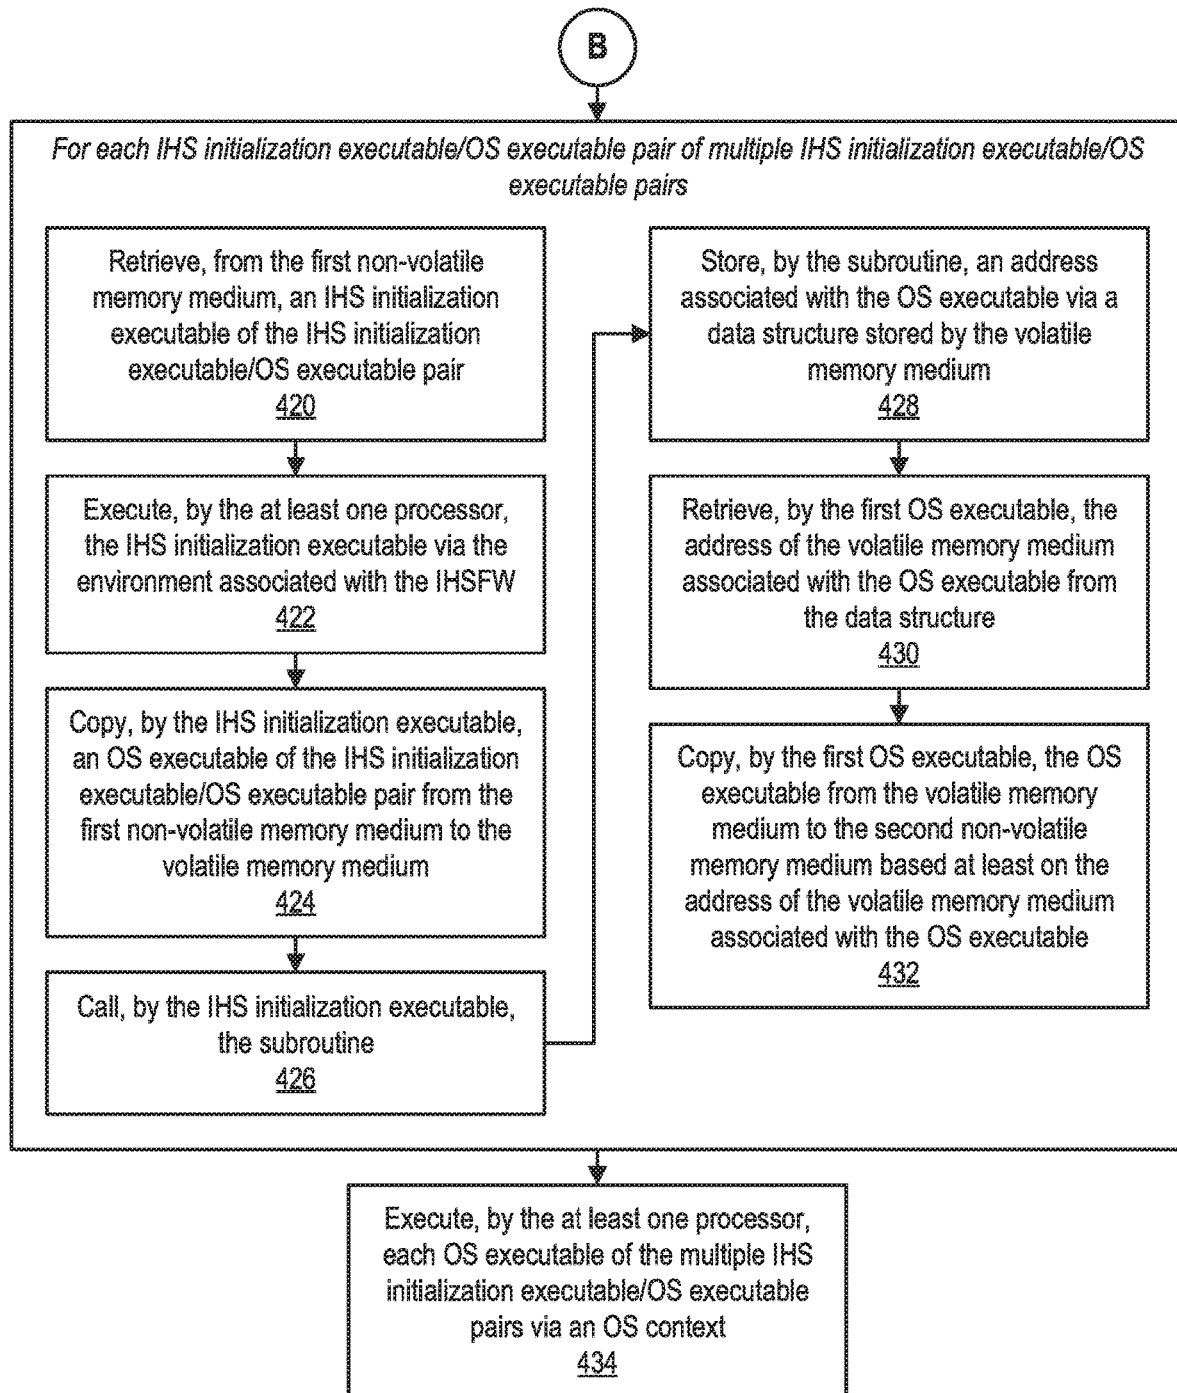 B
For each IHS initialization executable/OS executable pair of multiple IHS initialization executable/OS
executable pairs
Retrieve, from the first non-volatile
memory medium, an IHS initialization
executable of the IHS initialization
executable/OS executable pair
420
Execute, by the at least one processor,
the IHS initialization executable via the
environment associated with the IHSFW
422
Copy, by the IHS initialization executable,
an OS executable of the IHS initialization
executable/OS executable pair from the
first non-volatile memory medium to the
volatile memory medium
424
Call, by the IHS initialization executable,
the subroutine
426
Store, by the subroutine, an address
associated with the OS executable via a
data structure stored by the volatile
memory medium
428
Retrieve, by the first OS executable, the
address of the volatile memory medium
associated with the OS executable from
the data structure
430
Copy, by the first OS executable, the OS
executable from the volatile memory
medium to the second non-volatile
memory medium based at least on the
address of the volatile memory medium
associated with the OS executable
432
Execute, by the at least one processor,
each OS executable of the multiple IHS
initialization executable/OS executable
pairs via an OS context
434